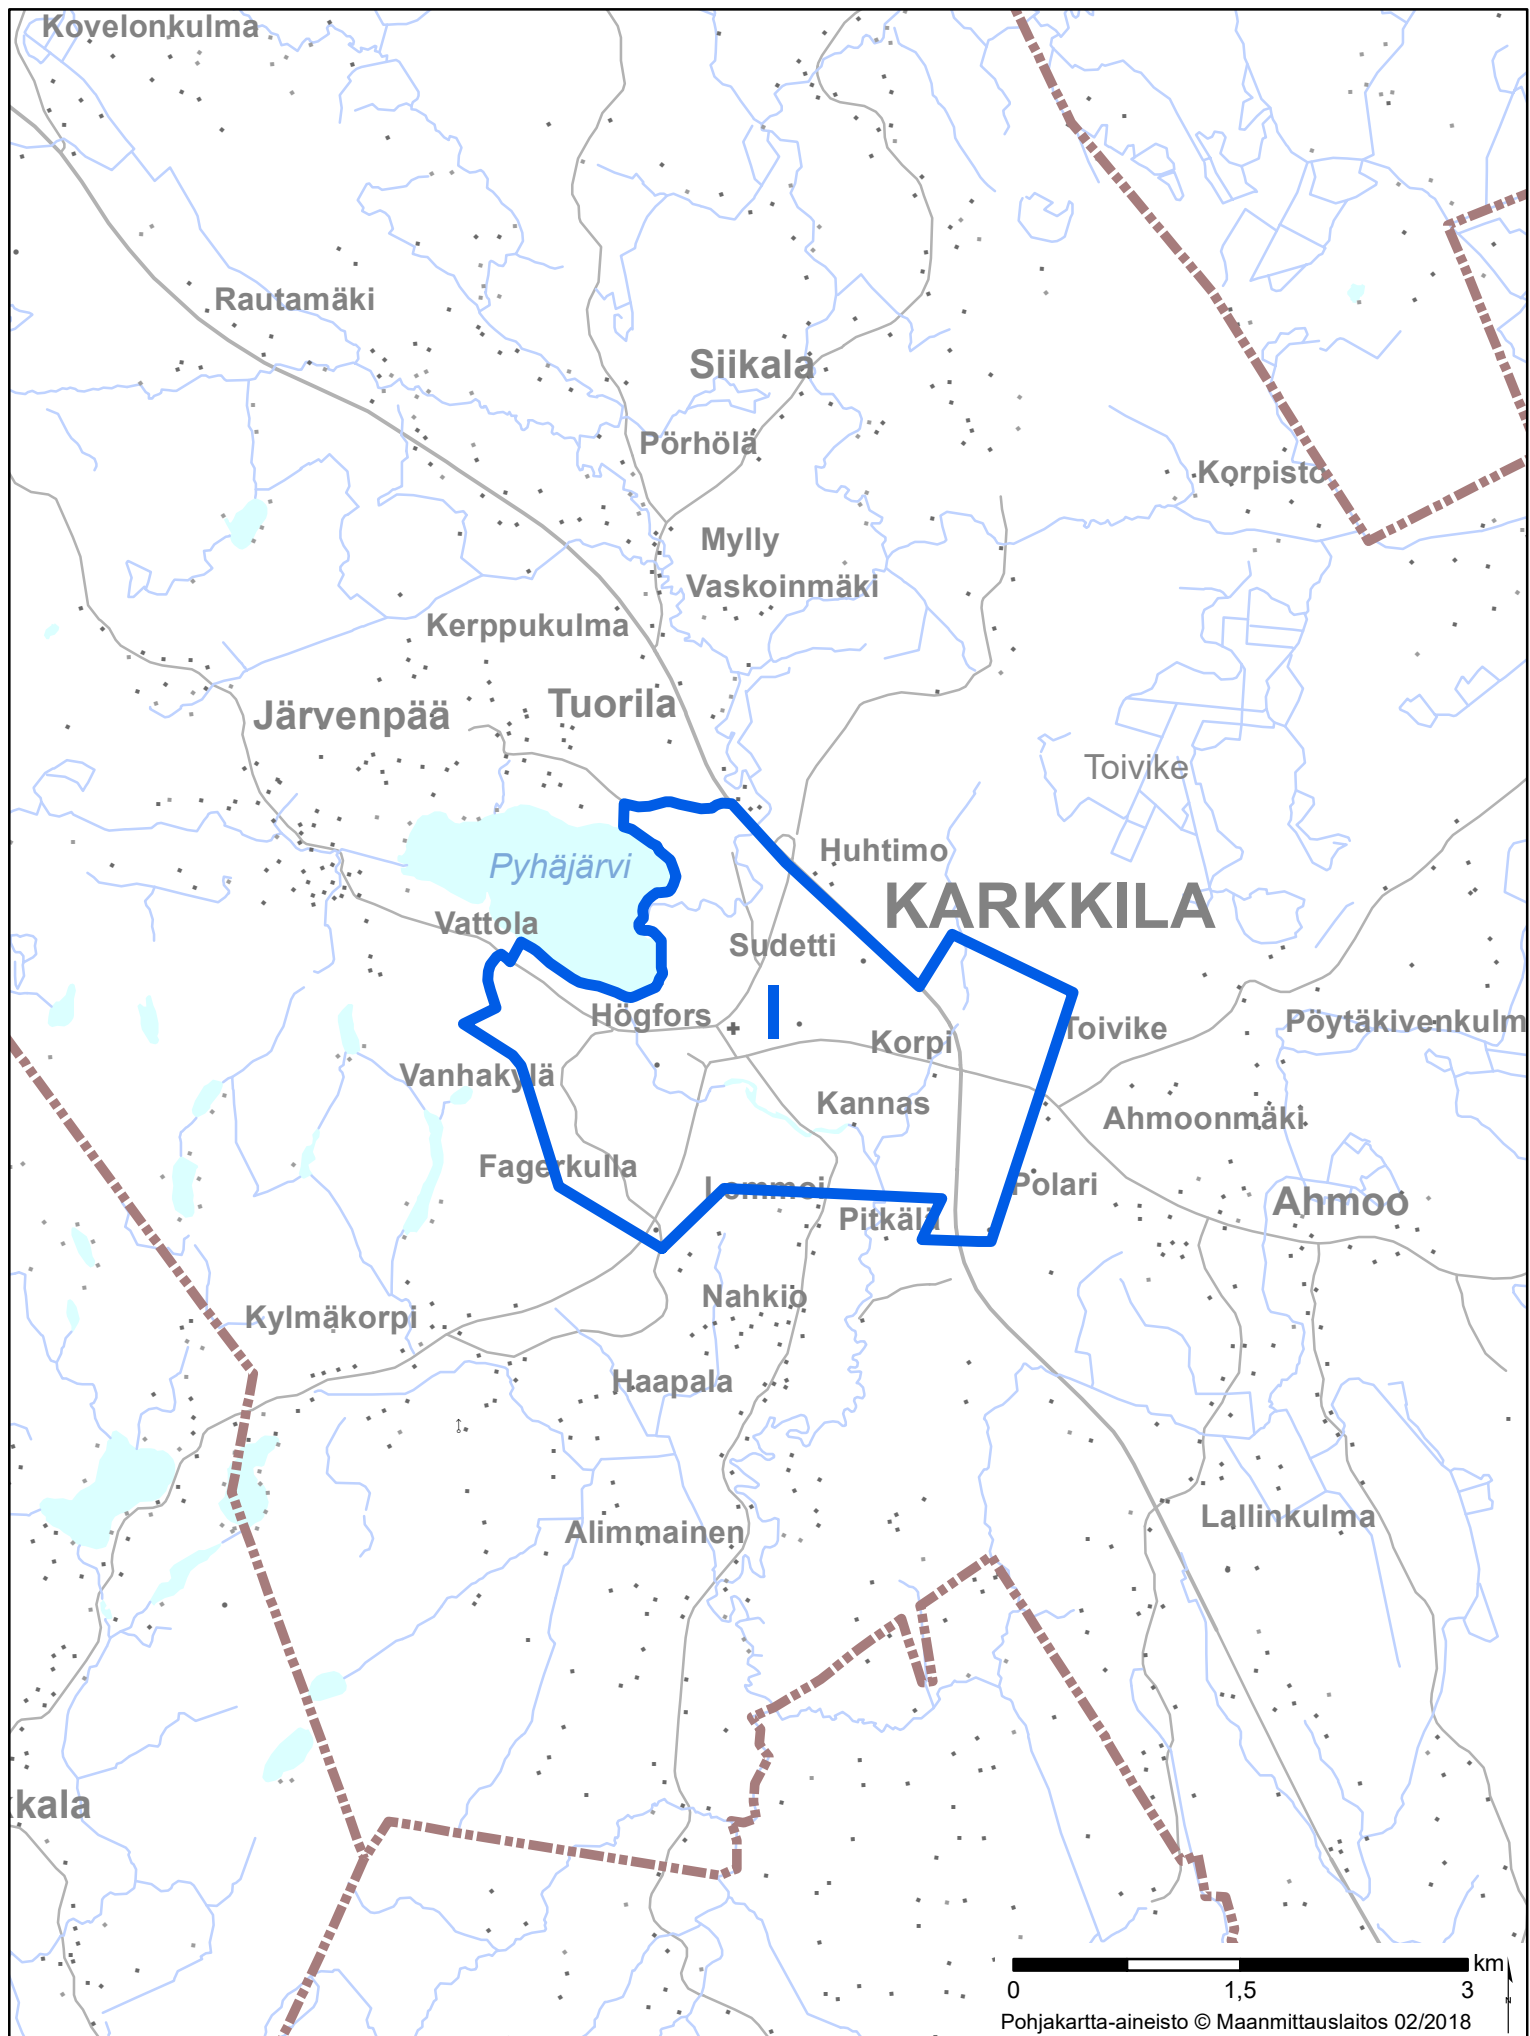 Kovelonkulma
Rautamäki
Siikala
Pörhölä
Korpisto
Mylly
Vaskoinmäki
Kerppukulma
Järvenpää
Tuorila
Toivike
Pyhäjärvi
Huhtimo
KARKKILA
Vattola
Sudetti
I
Högfors
Korpi
Toivike
Pöytäkivenkulm
Vanhakylä
Kannas
Ahmoonmäki
Fagerkulla
Lemmoi
Polari
Pitkälä
Ahmoo
Nahkio
Kylmäkorpi
Haapala
Lallinkulma
Alimmainen
kkala
km
0 1,5 3
N
Pohjakartta-aineisto © Maanmittauslaitos 02/2018